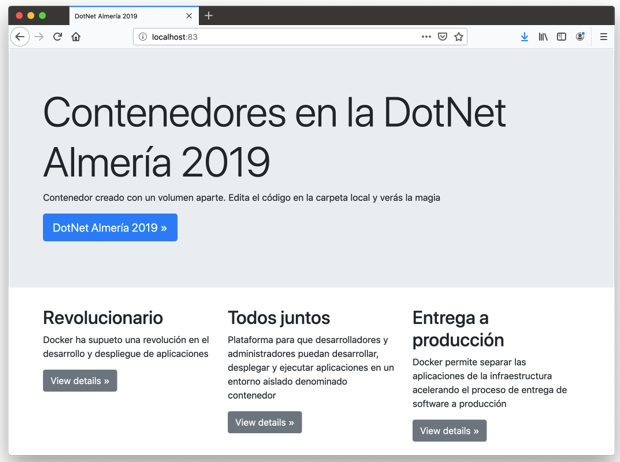 DotNet Almería 2019
localhost:83
Contenedores en la DotNet
Almería 2019
Contenedor creado con un volumen aparte. Edita el código en la carpeta local y verás la magia
DotNet Almería 2019 »
Revolucionario
Docker ha supueto una revolución en el
desarrollo y despliegue de aplicaciones
View details »
Todos juntos
Plataforma para que desarrolladores y
administradores puedan desarrollar,
desplegar y ejecutar aplicaciones en un
entorno aislado denominado
contenedor
View details »
Entrega a
producción
Docker permite separar las
aplicaciones de la infraestructura
acelerando el proceso de entrega de
software a producción
View details »